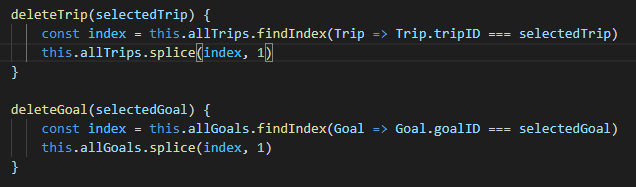 deleteTrip(selectedTrip) {
    const index = this.allTrips.findIndex(Trip => Trip.tripID === selectedTrip)
    this.allTrips.splice(index, 1)
}

deleteGoal(selectedGoal) {
    const index = this.allGoals.findIndex(Goal => Goal.goalID === selectedGoal)
    this.allGoals.splice(index, 1)
}